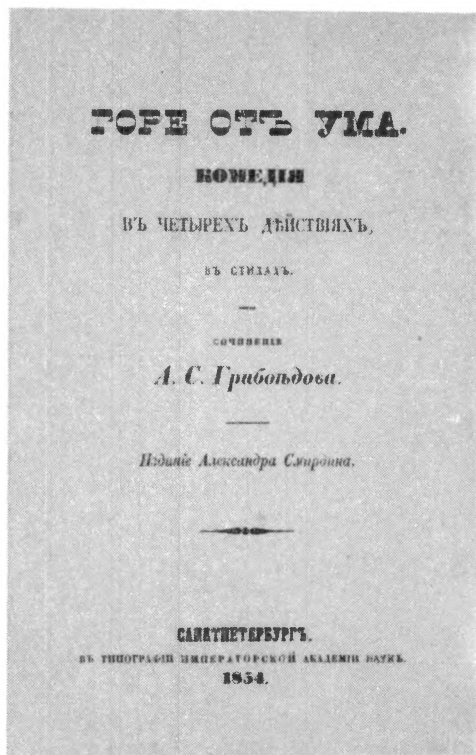 ГОРЕ ОТЪ УМА.
КОМЕДІЯ
ВЪ ЧЕТЫРЕХЪ ДѢЙСТВІЯХЪ,
ВЪ СТИХАХЪ.
СОЧИНЕНІЕ
А. С. Грибоѣдова.
Изданіе Александра Смирдина.
САНКТПЕТЕРБУРГЪ.
ВЪ ТИПОГРАФІИ ИМПЕРАТОРСКОЙ АКАДЕМІИ НАУКЪ.
1854.